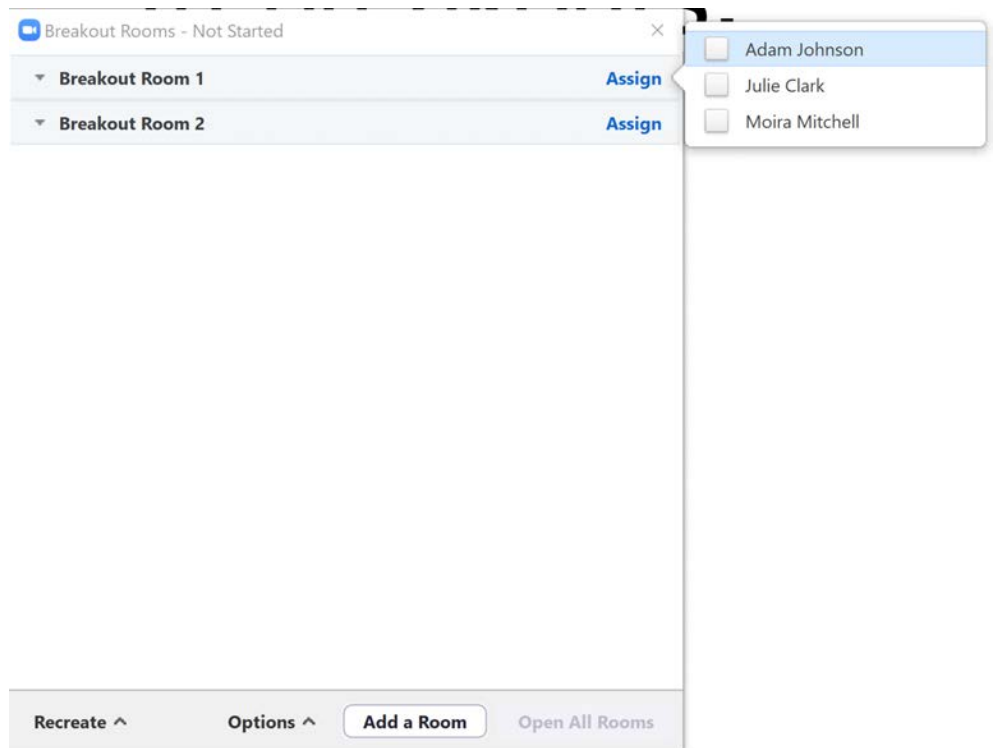 Breakout Rooms - Not Started
Breakout Room 1 Assign
Breakout Room 2 Assign
Adam Johnson
Julie Clark
Moira Mitchell
Recreate Options Add a Room Open All Rooms